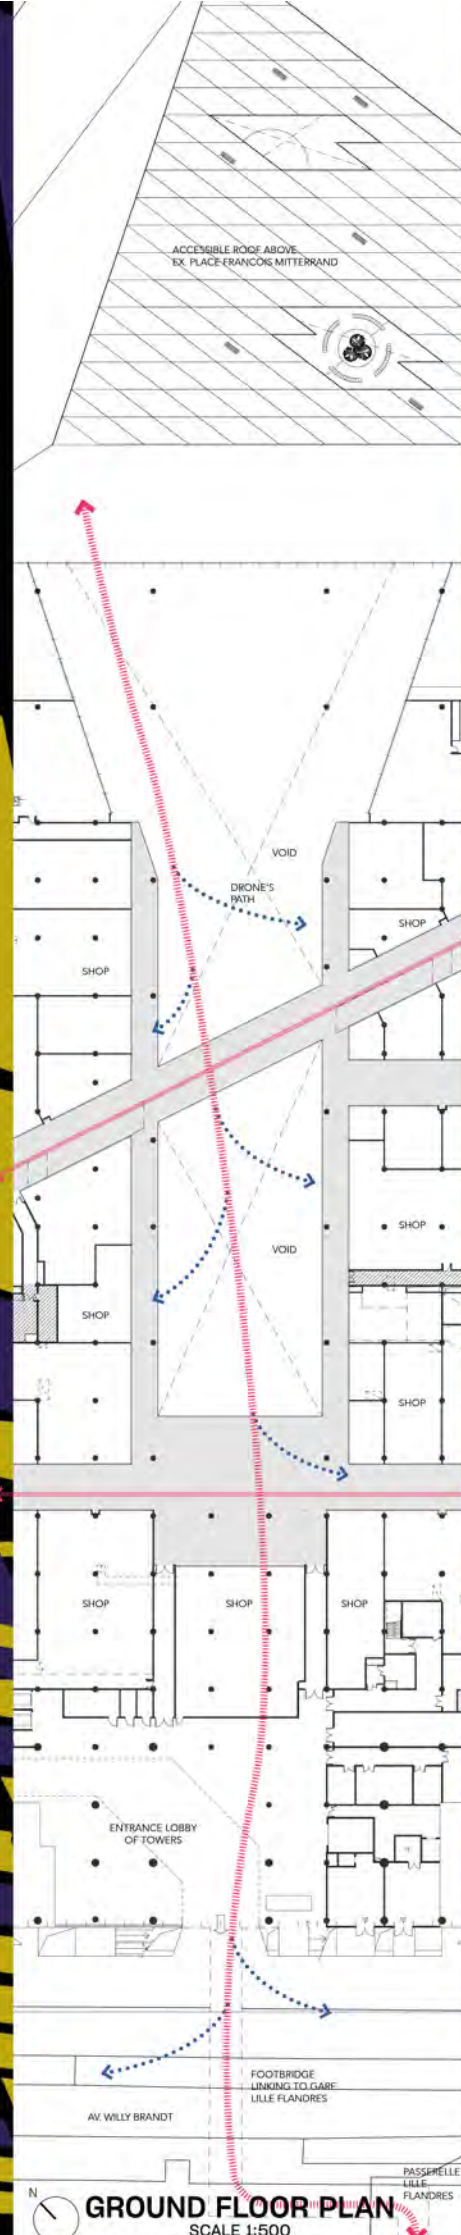 ACCESSIBLE ROOF ABOVE
EX. PLACE FRANCOIS MITTERRAND
VOID
DRONE'S
PATH
SHOP
SHOP
SHOP
VOID
SHOP
SHOP
SHOP
SHOP
SHOP
ENTRANCE LOBBY
OF TOWERS
FOOTBRIDGE
LINKING TO GARE
LILLE FLANDRES
AV. WILLY BRANDT
PASSERELLE
LILLE
FLANDRES
N
GROUND FLOOR PLAN
SCALE 1:500